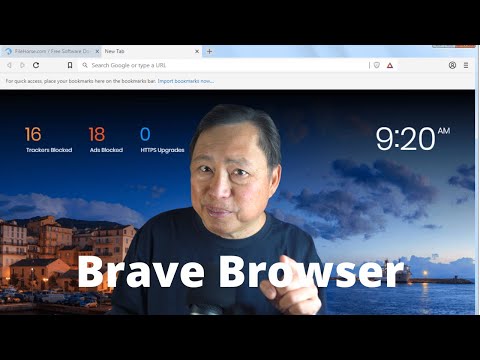 FileHorse.com / Free Software Do
New Tab
Search Google or type a URL
For quick access, place your bookmarks here on the bookmarks bar. Import bookmarks now...
16
Trackers Blocked
18
Ads Blocked
0
HTTPS Upgrades
9:20 AM
Brave Browser